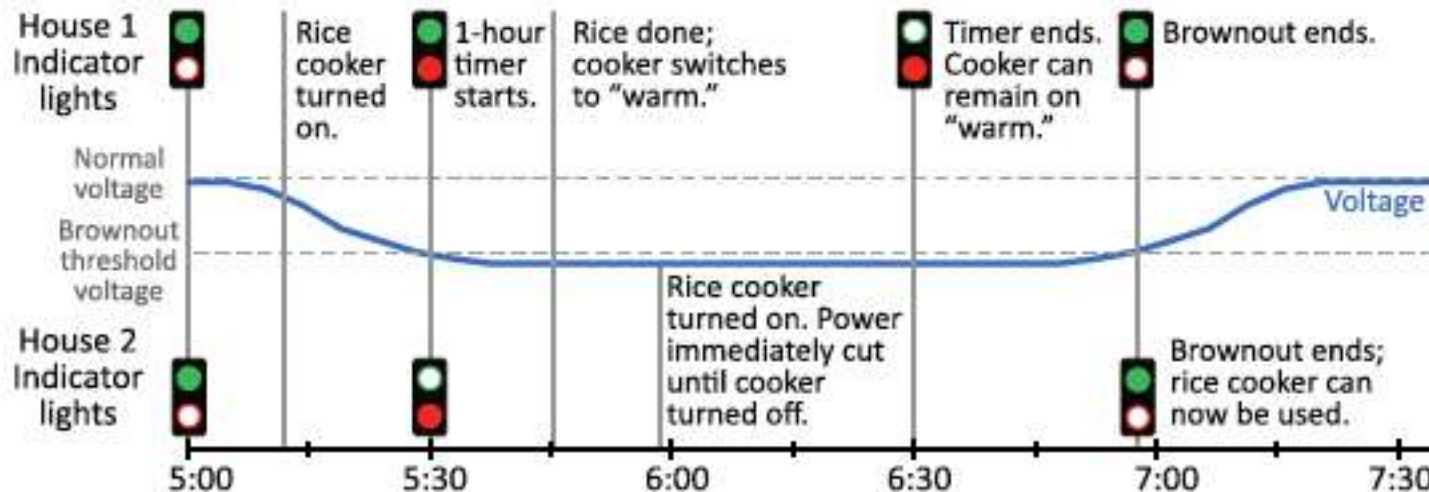 House 1
Indicator
lights
Rice
cooker
turned
on.
1-hour
timer
starts.
Rice done;
cooker switches
to “warm.”
Timer ends.
Cooker can
remain on
“warm.”
Brownout ends.
Normal
voltage
Brownout
threshold
voltage
Voltage
House 2
Indicator
lights
Rice cooker
turned on. Power
immediately cut
until cooker
turned off.
Brownout ends;
rice cooker can
now be used.
5:00 5:30 6:00 6:30 7:00 7:30